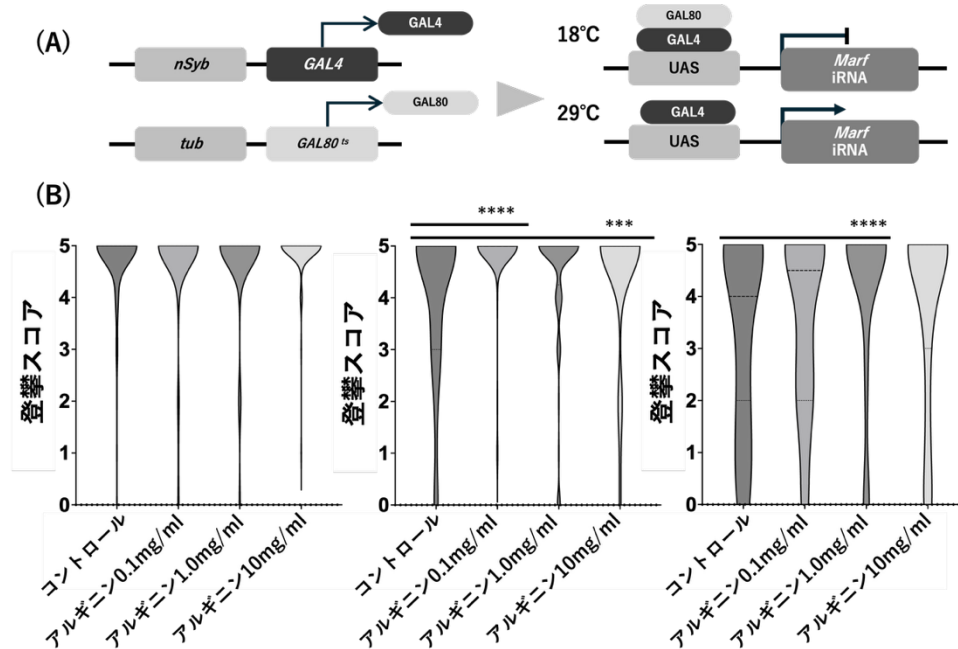 (A)
GAL4
nSyb
GAL4
GAL80
tub
GAL80 ts
18℃
GAL80
GAL4
UAS
Marf
iRNA
29℃
GAL4
UAS
Marf
iRNA
(B)
登攀スコア
5
4
3
2
1
0
コントロール
アルギニン0.1mg/ml
アルギニン1.0mg/ml
アルギニン10mg/ml
****
***
登攀スコア
5
4
3
2
1
0
コントロール
アルギニン0.1mg/ml
アルギニン1.0mg/ml
アルギニン10mg/ml
****
登攀スコア
5
4
3
2
1
0
コントロール
アルギニン0.1mg/ml
アルギニン1.0mg/ml
アルギニン10mg/ml